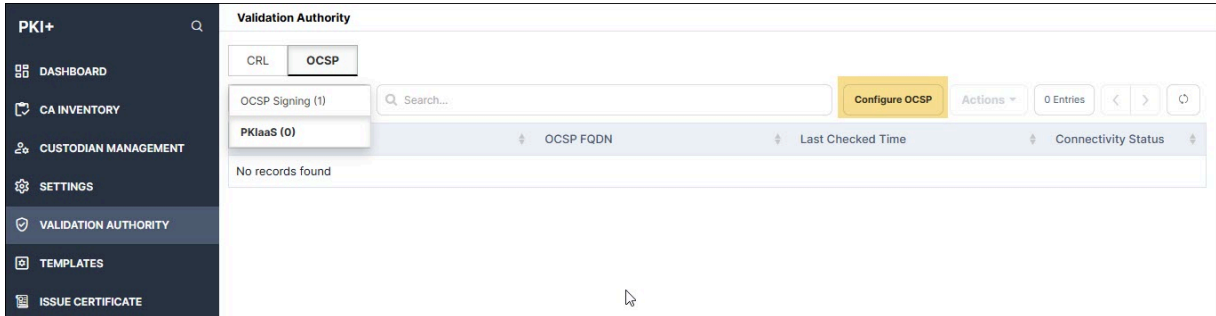 PKI+
DASHBOARD
CA INVENTORY
CUSTODIAN MANAGEMENT
SETTINGS
VALIDATION AUTHORITY
TEMPLATES
ISSUE CERTIFICATE
Validation Authority
CRL OCSP
OCSP Signing (1) Search... Configure OCSP Actions 0 Entries
PKIaaS (0) OCSP FQDN Last Checked Time Connectivity Status
No records found